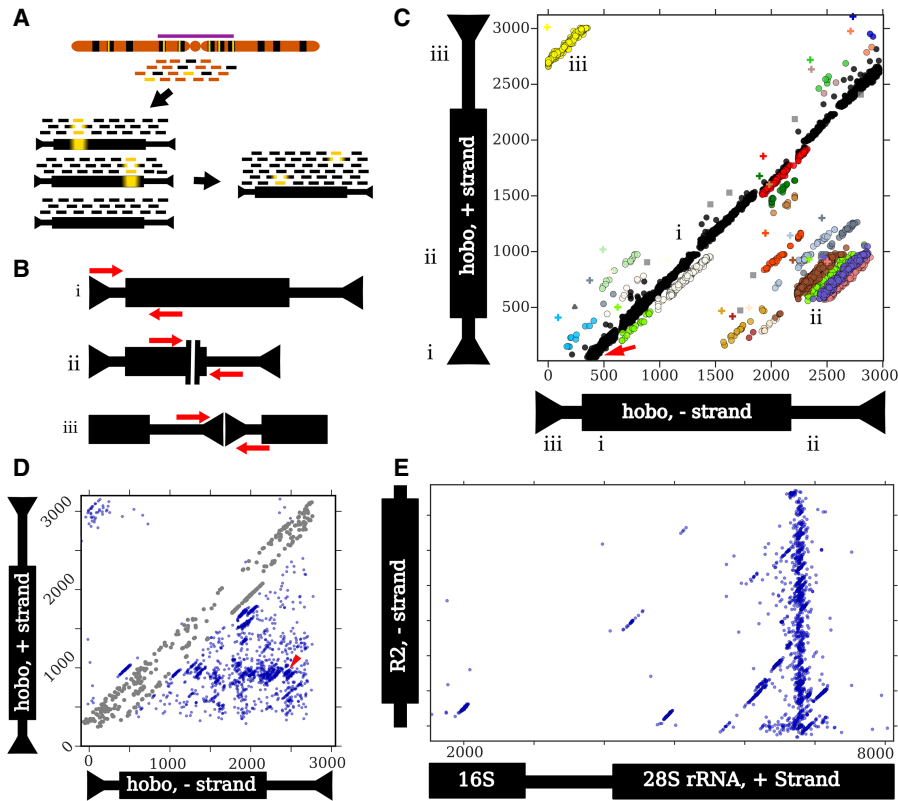 A
B
i
ii
iii
C
iii
ii
i
hobo, + strand
3000
2500
2000
1500
1000
500
iii
i
ii
0
500
1000
1500
2000
2500
3000
hobo, - strand
iii
i
ii
D
hobo, + strand
3000
2000
1000
0
0
1000
2000
3000
hobo, - strand
E
R2, - strand
2000
8000
16S
28S rRNA, + Strand